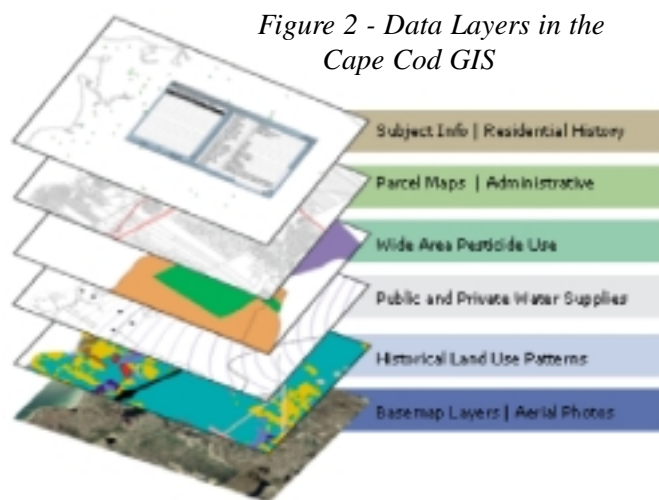 Figure 2 - Data Layers in the
Cape Cod GIS
Subject Info | Residential History
Parcel Maps | Administrative
Wide Area Pesticide Use
Public and Private Water Supplies
Historical Land Use Patterns
Basemap Layers | Aerial Photos